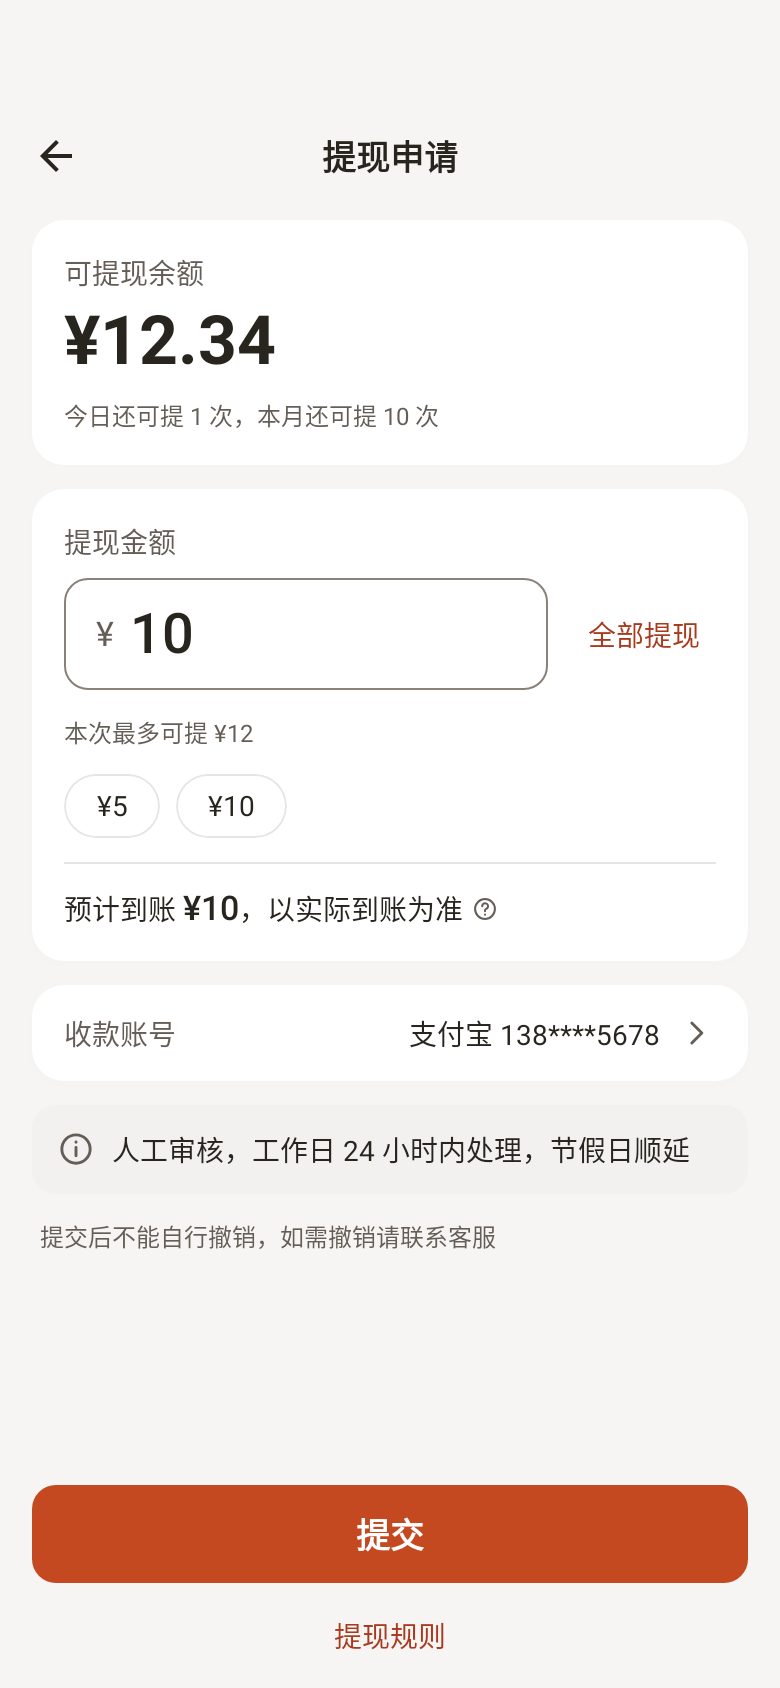 提现申请
可提现余额
¥12.34
今日还可提 1 次，本月还可提 10 次
提现金额
¥ 10
全部提现
本次最多可提 ¥12
¥5 ¥10
预计到账 ¥10，以实际到账为准
收款账号 支付宝 138****5678
人工审核，工作日 24 小时内处理，节假日顺延
提交后不能自行撤销，如需撤销请联系客服
提交
提现规则